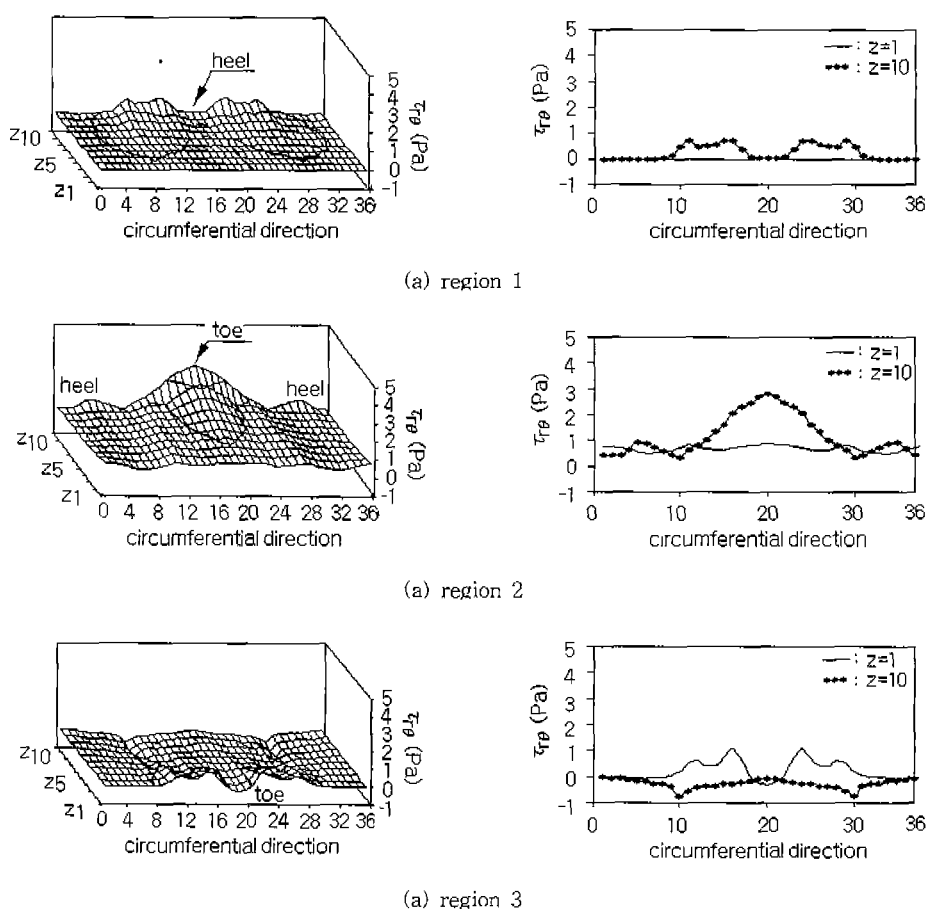 heel
5
4
3
2
1
0
-1
τrθ (Pa)
z10
z5
z1
0 4 8 12 16 20 24 28 32 36
circumferential direction
5
4
3
2
1
0
-1
τrθ (Pa)
: z=1
: z=10
0 10 20 30 36
circumferential direction
(a) region 1
toe
heel
heel
5
4
3
2
1
0
-1
τrθ (Pa)
z10
z5
z1
0 4 8 12 16 20 24 28 32 36
circumferential direction
5
4
3
2
1
0
-1
τrθ (Pa)
: z=1
: z=10
0 10 20 30 36
circumferential direction
(a) region 2
5
4
3
2
1
0
-1
τrθ (Pa)
z10
z5
z1
toe
0 4 8 12 16 20 24 28 32 36
circumferential direction
5
4
3
2
1
0
-1
τrθ (Pa)
: z=1
: z=10
0 10 20 30 36
circumferential direction
(a) region 3